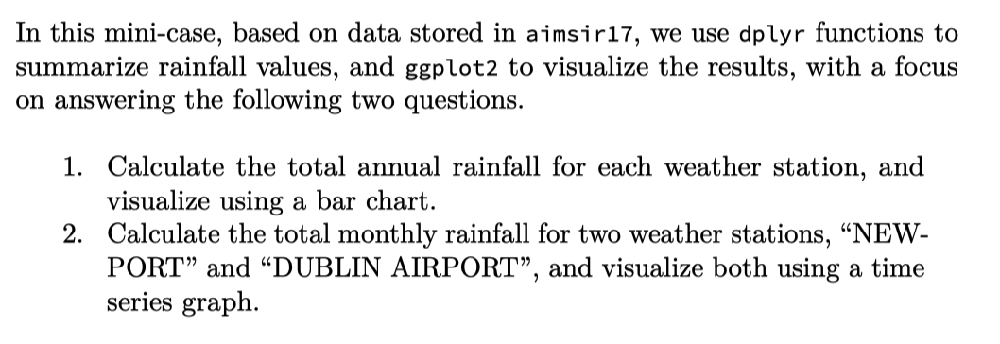 In this mini-case, based on data stored in aimsir17, we use dplyr functions to
summarize rainfall values, and ggplot2 to visualize the results, with a focus
on answering the following two questions.
1. Calculate the total annual rainfall for each weather station, and
visualize using a bar chart.
2. Calculate the total monthly rainfall for two weather stations, “NEW-
PORT” and “DUBLIN AIRPORT”, and visualize both using a time
series graph.